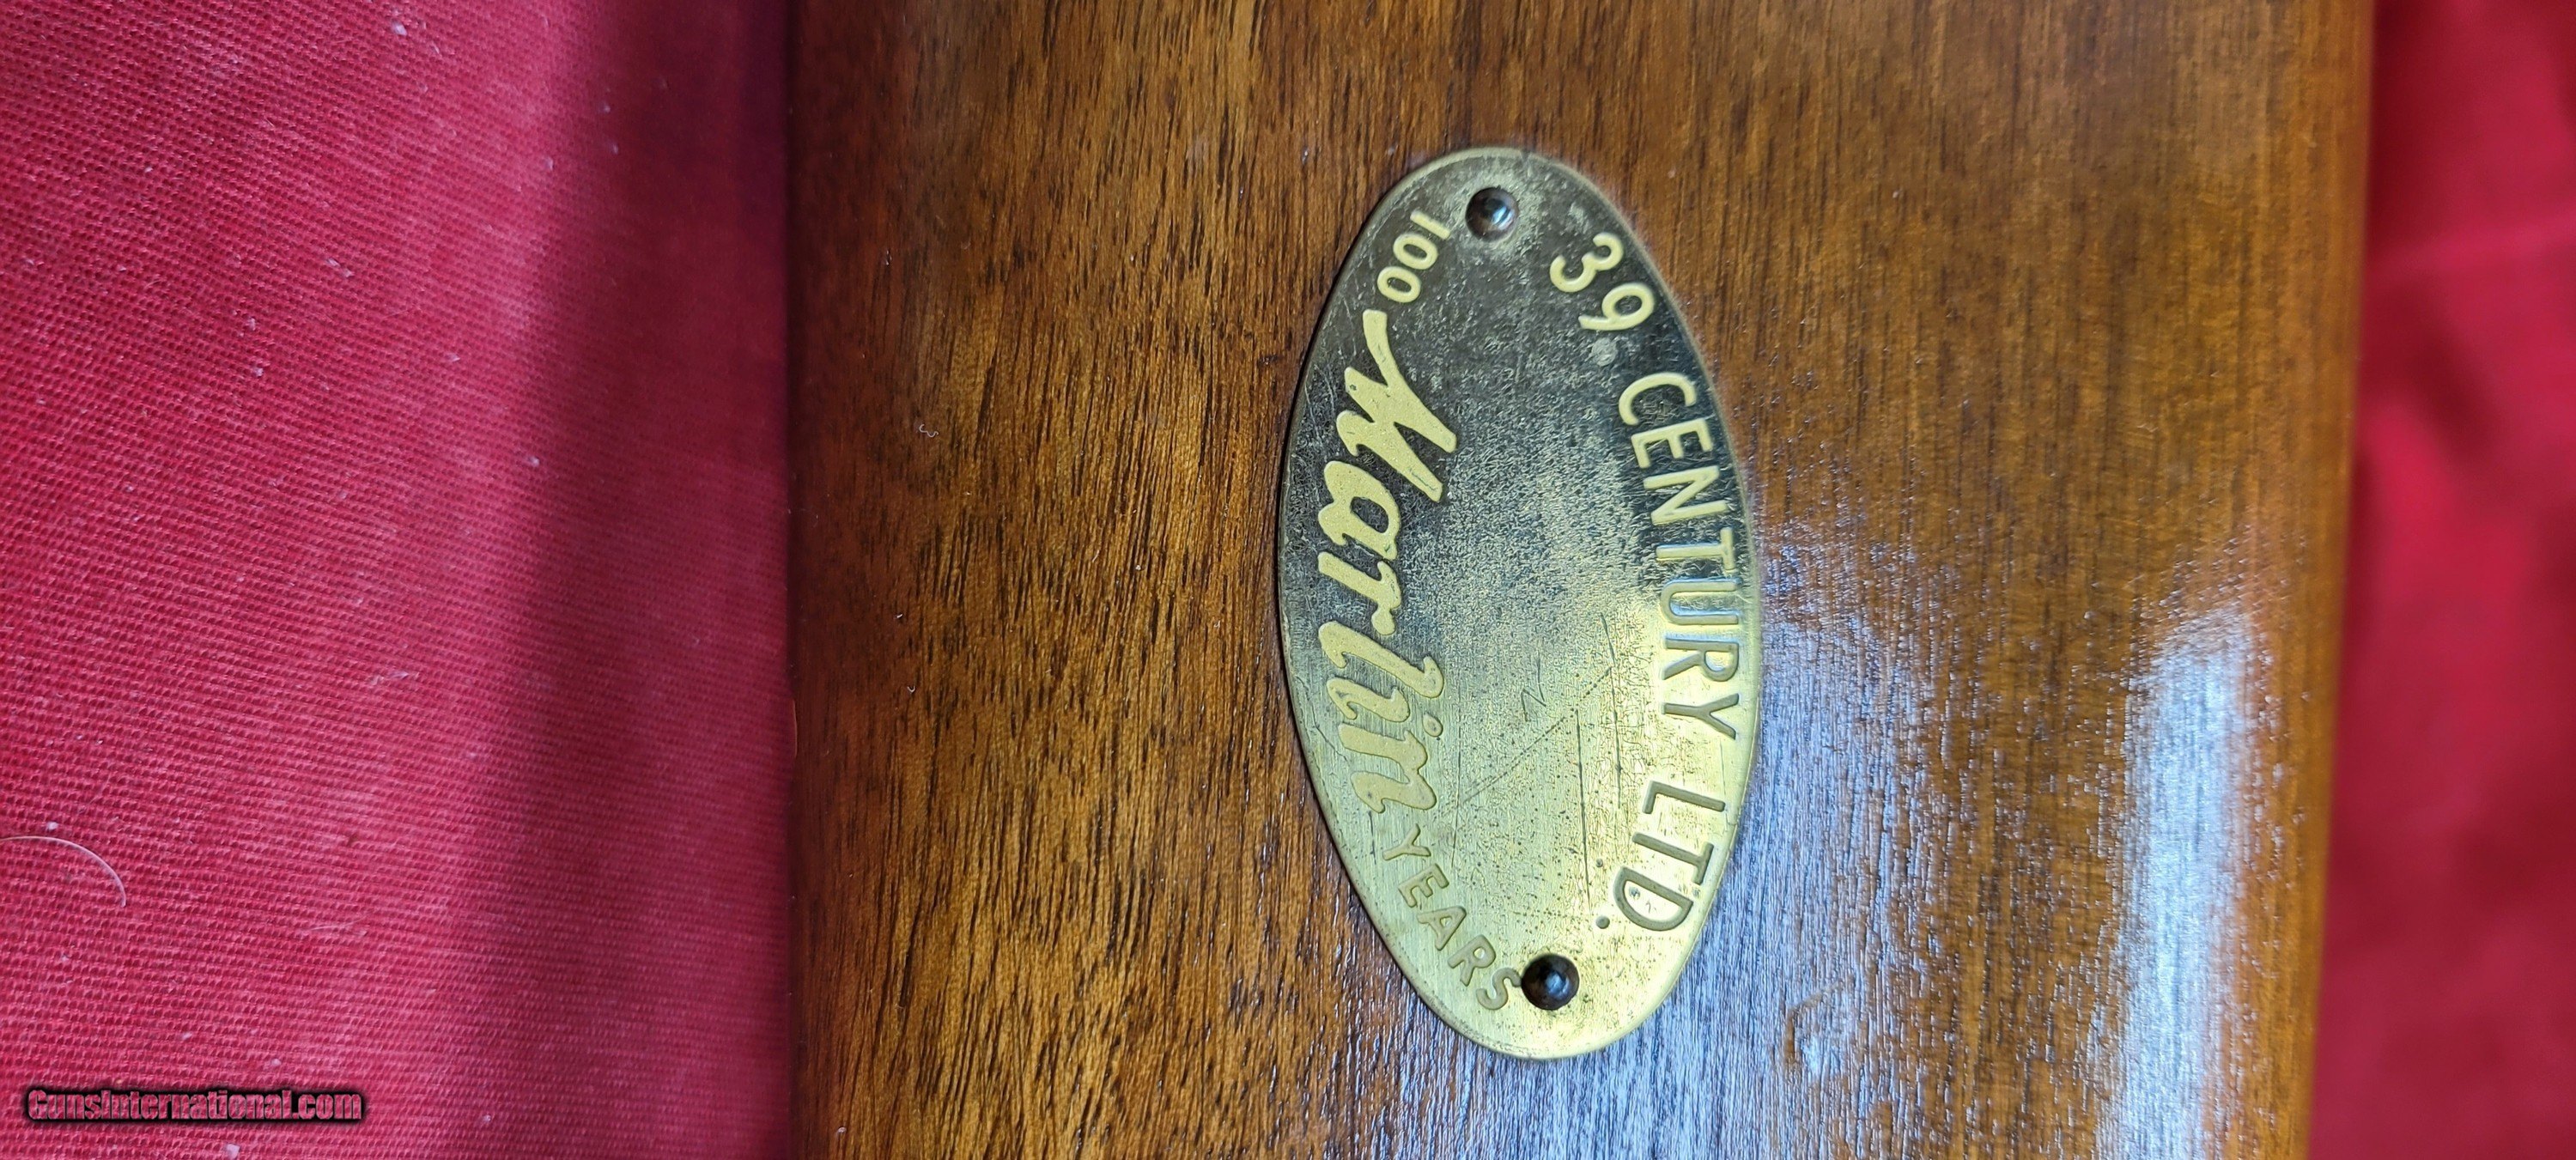 39 CENTURY LTD.
100 Marlin YEARS
GunsInternational.com